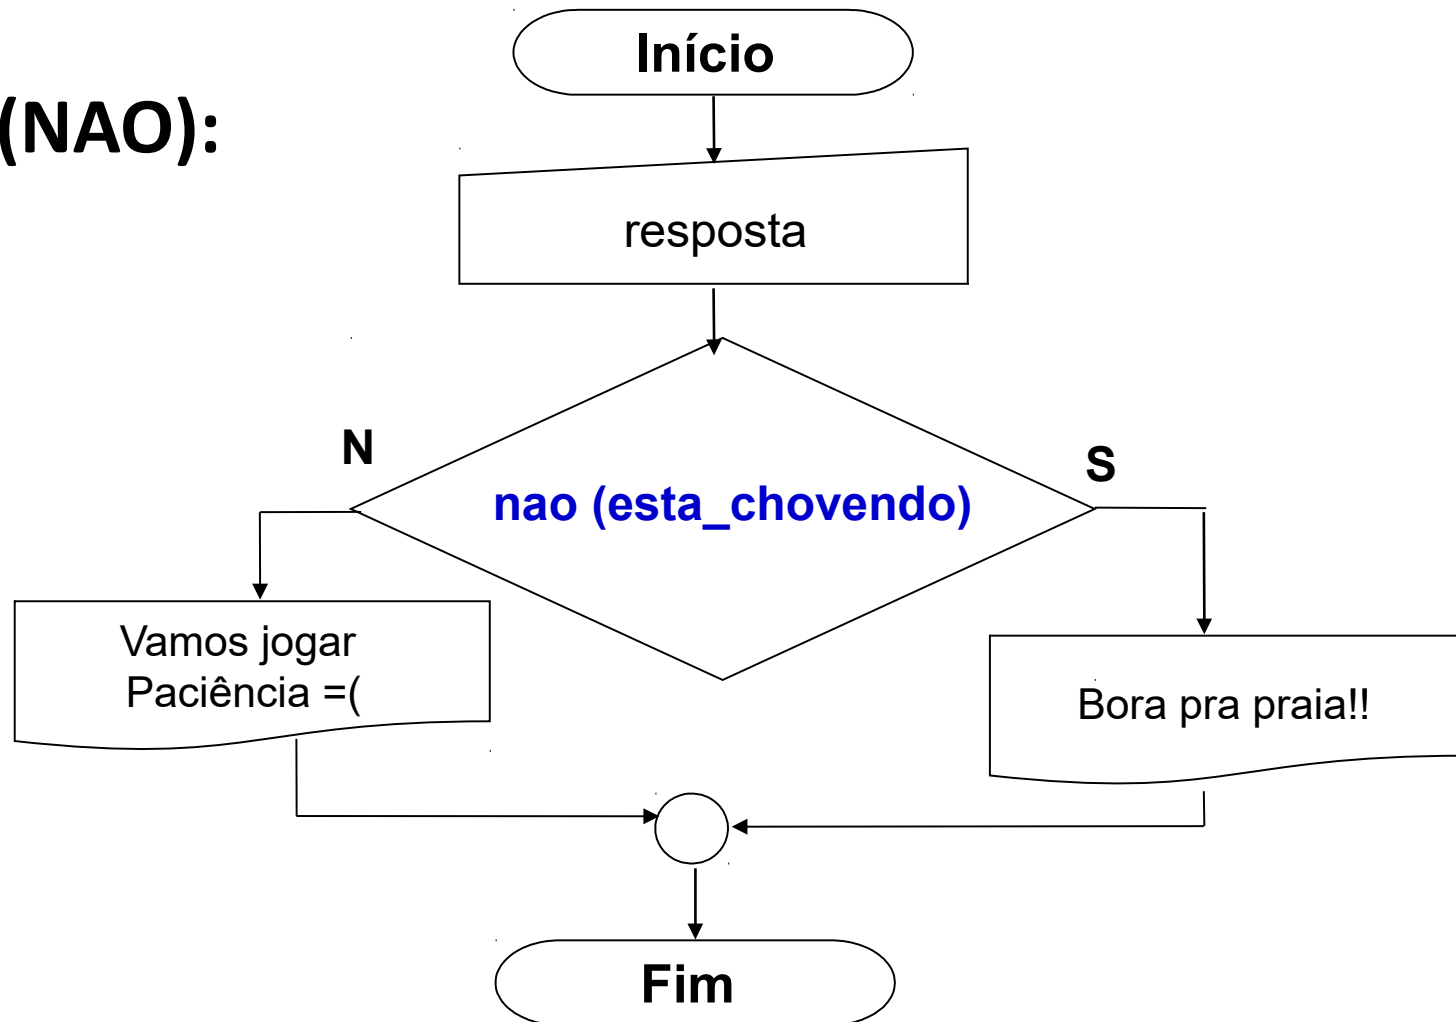 Início
(NAO):
resposta
N
S
nao (esta_chovendo)
Vamos jogar
Paciência =(
Bora pra praia!!
Fim